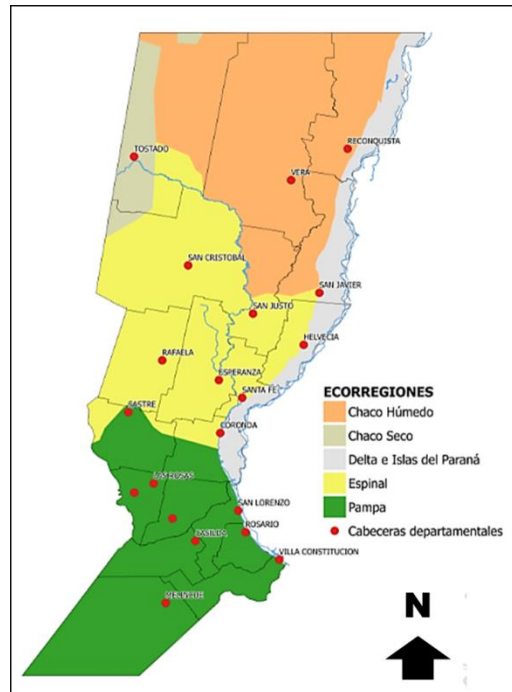 TOSTADO
RECONQUISTA
VERA
SAN CRISTOBAL
SAN JAVIER
SAN JUSTO
HELVECIA
RAFAELA
ESPERANZA
SANTA FE
SASTRE
CORONDA
LAS ROSAS
SAN LORENZO
ROSARIO
CASILDA
VILLA CONSTITUCION
MELINCUE
ECORREGIONES
Chaco Húmedo
Chaco Seco
Delta e Islas del Paraná
Espinal
Pampa
Cabeceras departamentales
N